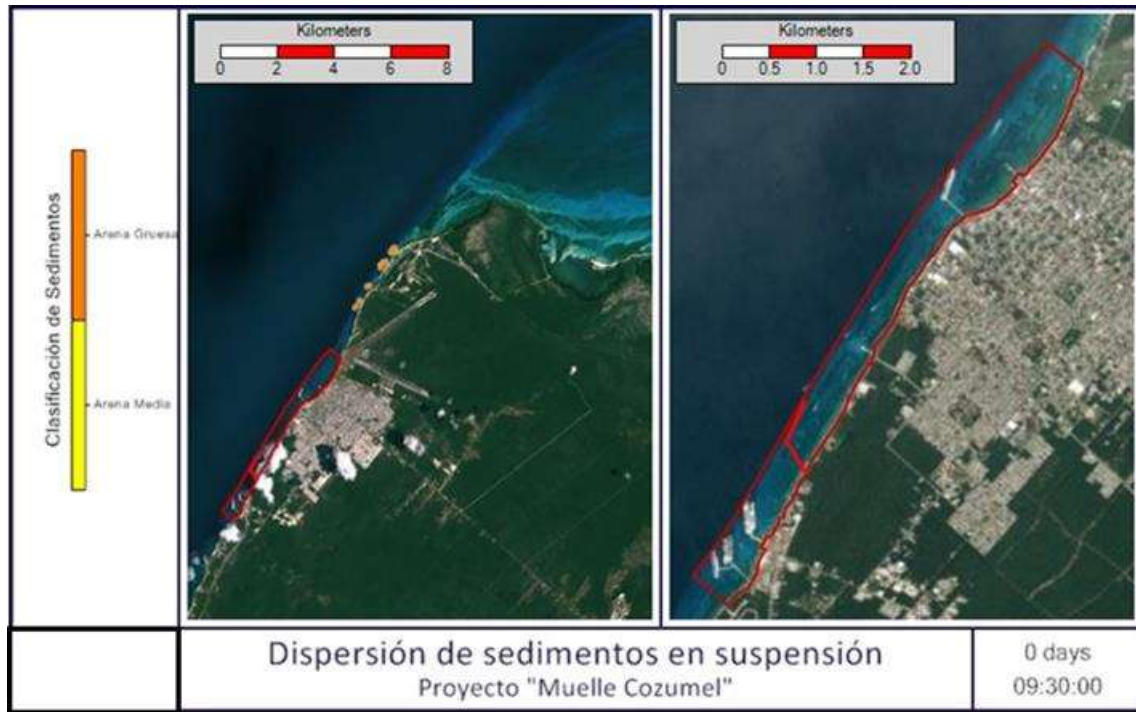 Clasificación de Sedimentos
Arena Gruesa
Arena Media
Kilometers
0 2 4 6 8
Kilometers
0 0.5 1.0 1.5 2.0
Dispersión de sedimentos en suspensión
Proyecto "Muelle Cozumel"
0 days
09:30:00